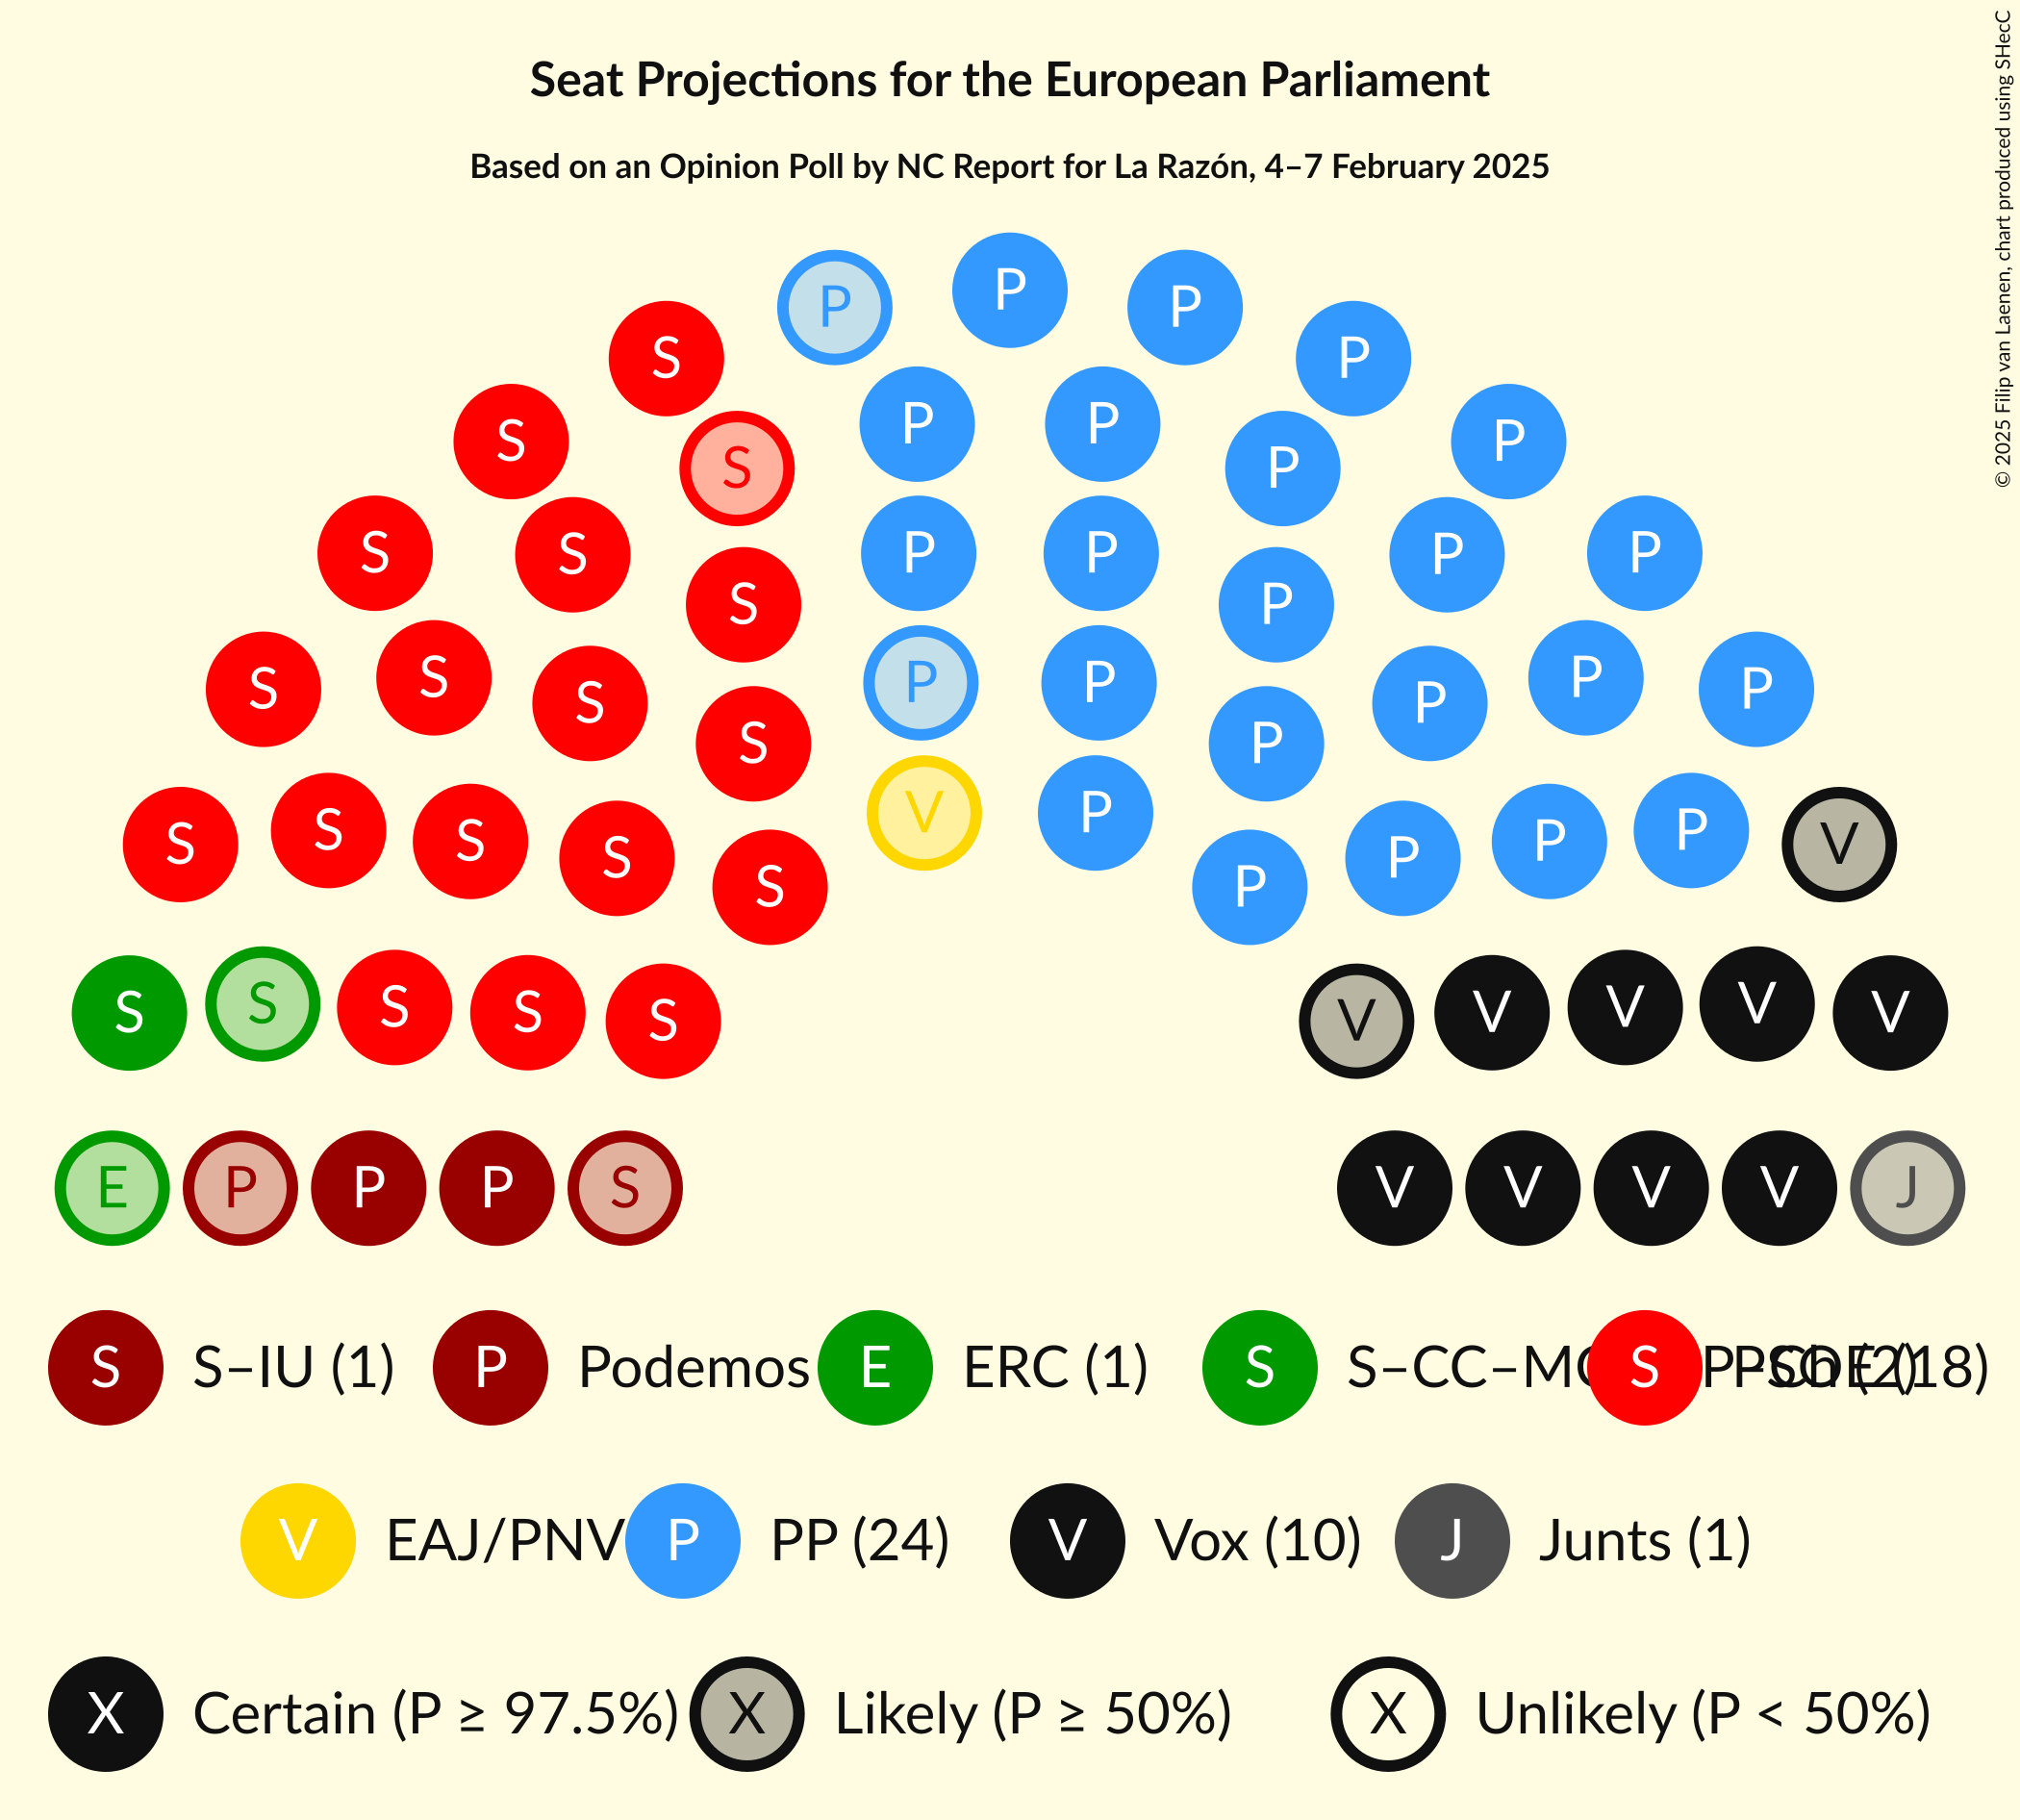 Seat Projections for the European Parliament
Based on an Opinion Poll by NC Report for La Razón, 4–7 February 2025
© 2025 Filip van Laenen, chart produced using SHecC
P P P P
S P
S S P P P P
S S P P P P P
S P P
S S S P P P P P
S P P
V P
S S S S P P P V
S P
S S S S S V V V V V
E P P P S V V V V J
S S–IU (1) P Podemos E ERC (1) S S–CC–M S PSOE (18)
V EAJ/PNV P PP (24) V Vox (10) J Junts (1)
X Certain (P ≥ 97.5%) X Likely (P ≥ 50%) X Unlikely (P < 50%)